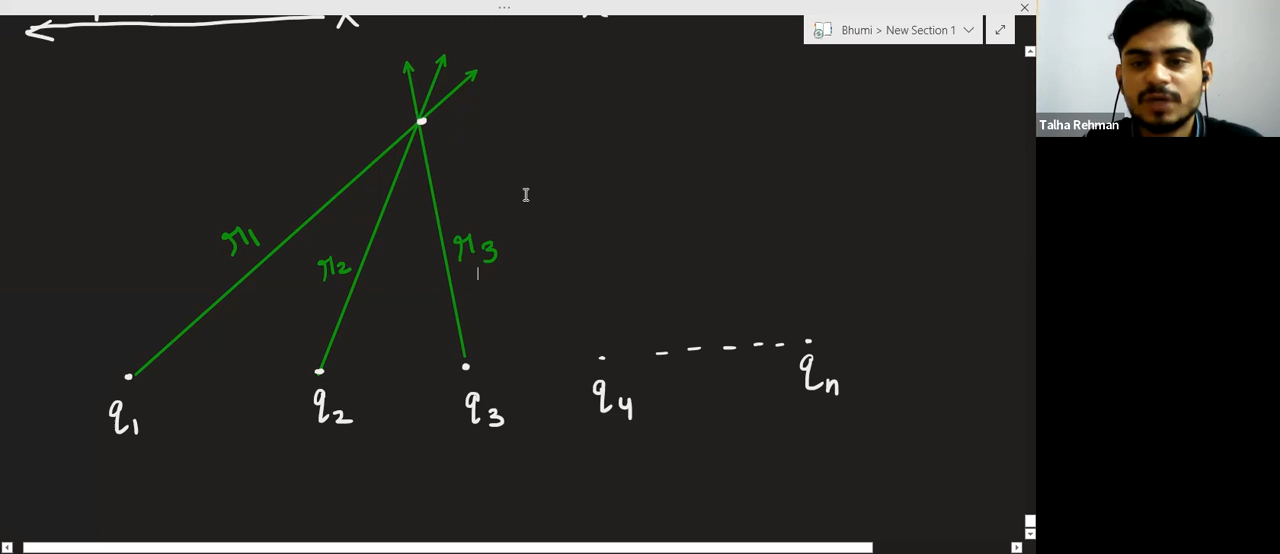 Bhumi > New Section 1
Talha Rehman
r1
r2
r3
q1
q2
q3
q4
qn